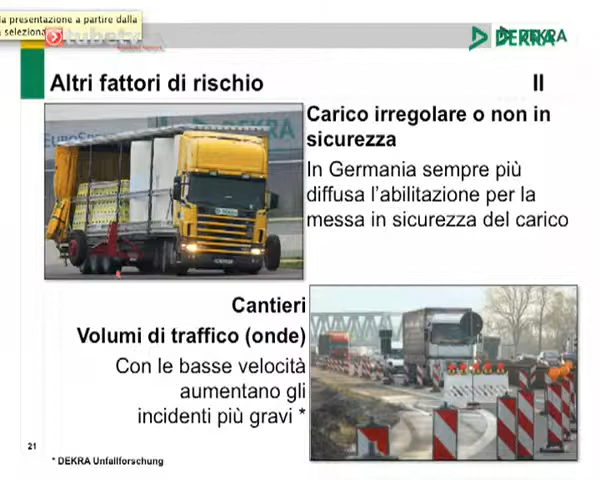 la presentazione a partire dalla
a selezion
tubetv
DEKRA
Altri fattori di rischio II
Carico irregolare o non in
sicurezza
In Germania sempre più
diffusa l'abilitazione per la
messa in sicurezza del carico
DEKRA
Cantieri
Volumi di traffico (onde)
Con le basse velocità
aumentano gli
incidenti più gravi *
21
* DEKRA Unfallforschung